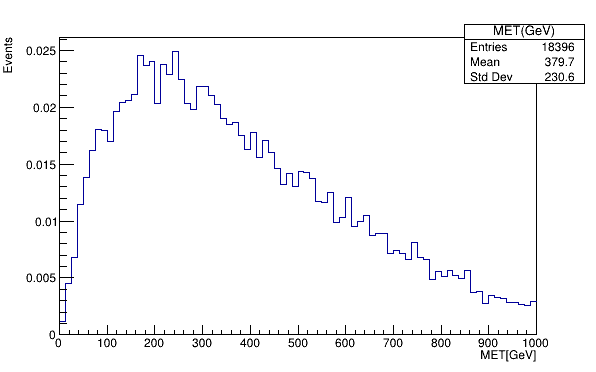 MET(GeV)
Entries 18396
Mean 379.7
Std Dev 230.6
Events
0.025
0.02
0.015
0.01
0.005
0
0 100 200 300 400 500 600 700 800 900 1000
MET[GeV]